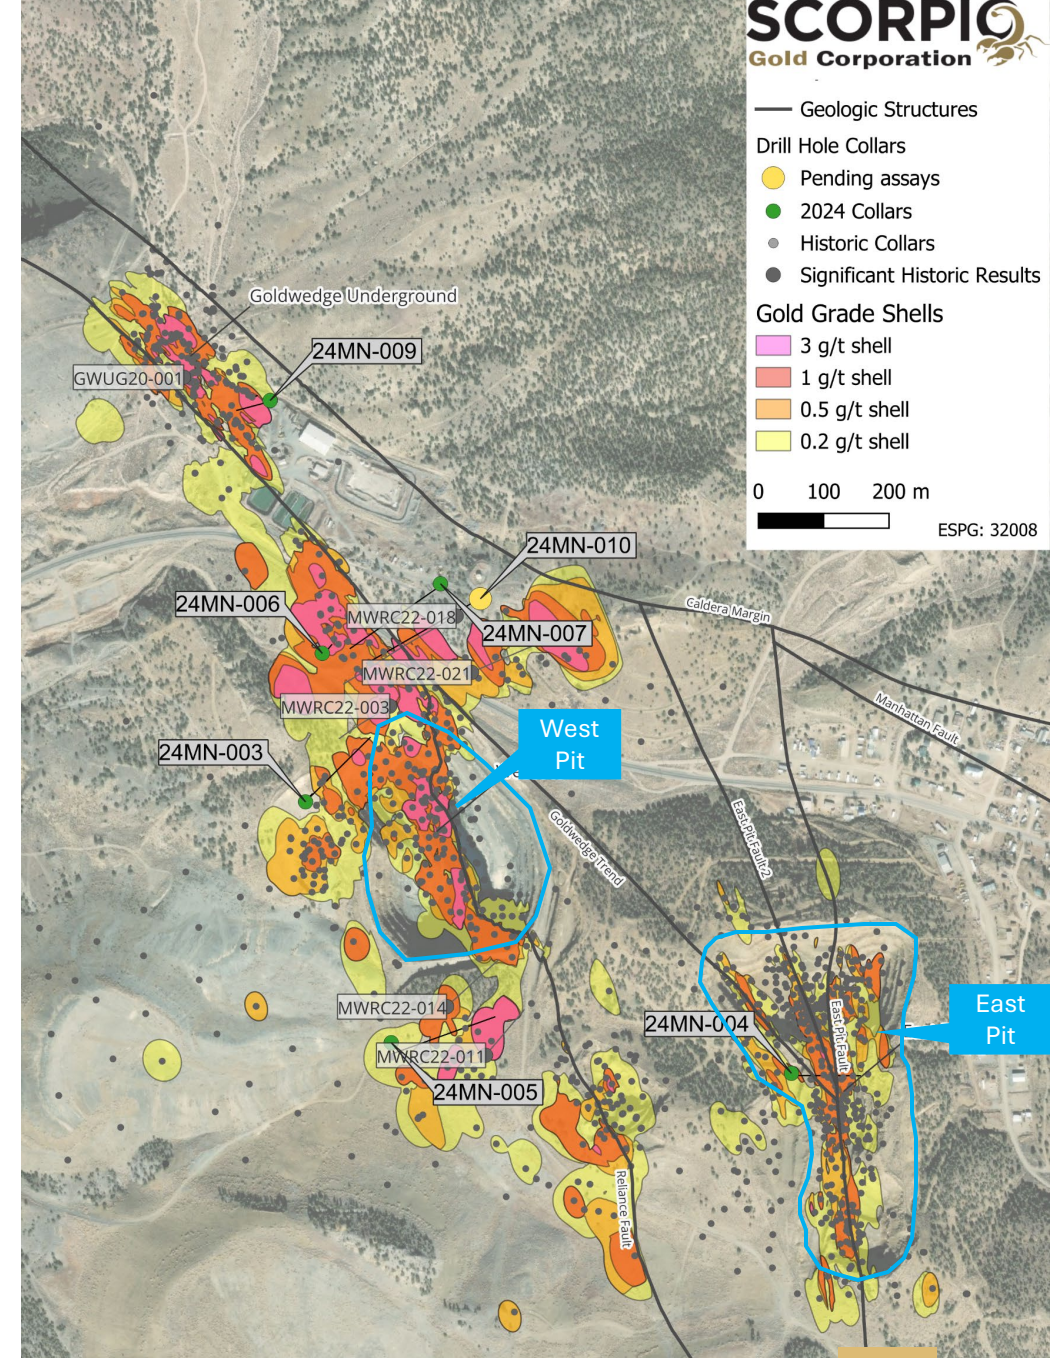 SCORPIO
Gold Corporation
Geologic Structures
Drill Hole Collars
Pending assays
2024 Collars
Historic Collars
Significant Historic Results
Gold Grade Shells
3 g/t shell
1 g/t shell
0.5 g/t shell
0.2 g/t shell
0 100 200 m
ESPG: 32008
Goldwedge Underground
24MN-009
GWUG20-001
24MN-010
24MN-006
MWRC22-018
24MN-007
Caldera Margin
MWRC22-021
MWRC22-003
Manhattan Fault
West
Pit
24MN-003
Goldwedge Trend
East Pit Fault 2
MWRC22-014
24MN-004
East
Pit
East Pit Fault
MWRC22-011
24MN-005
Reliance Fault